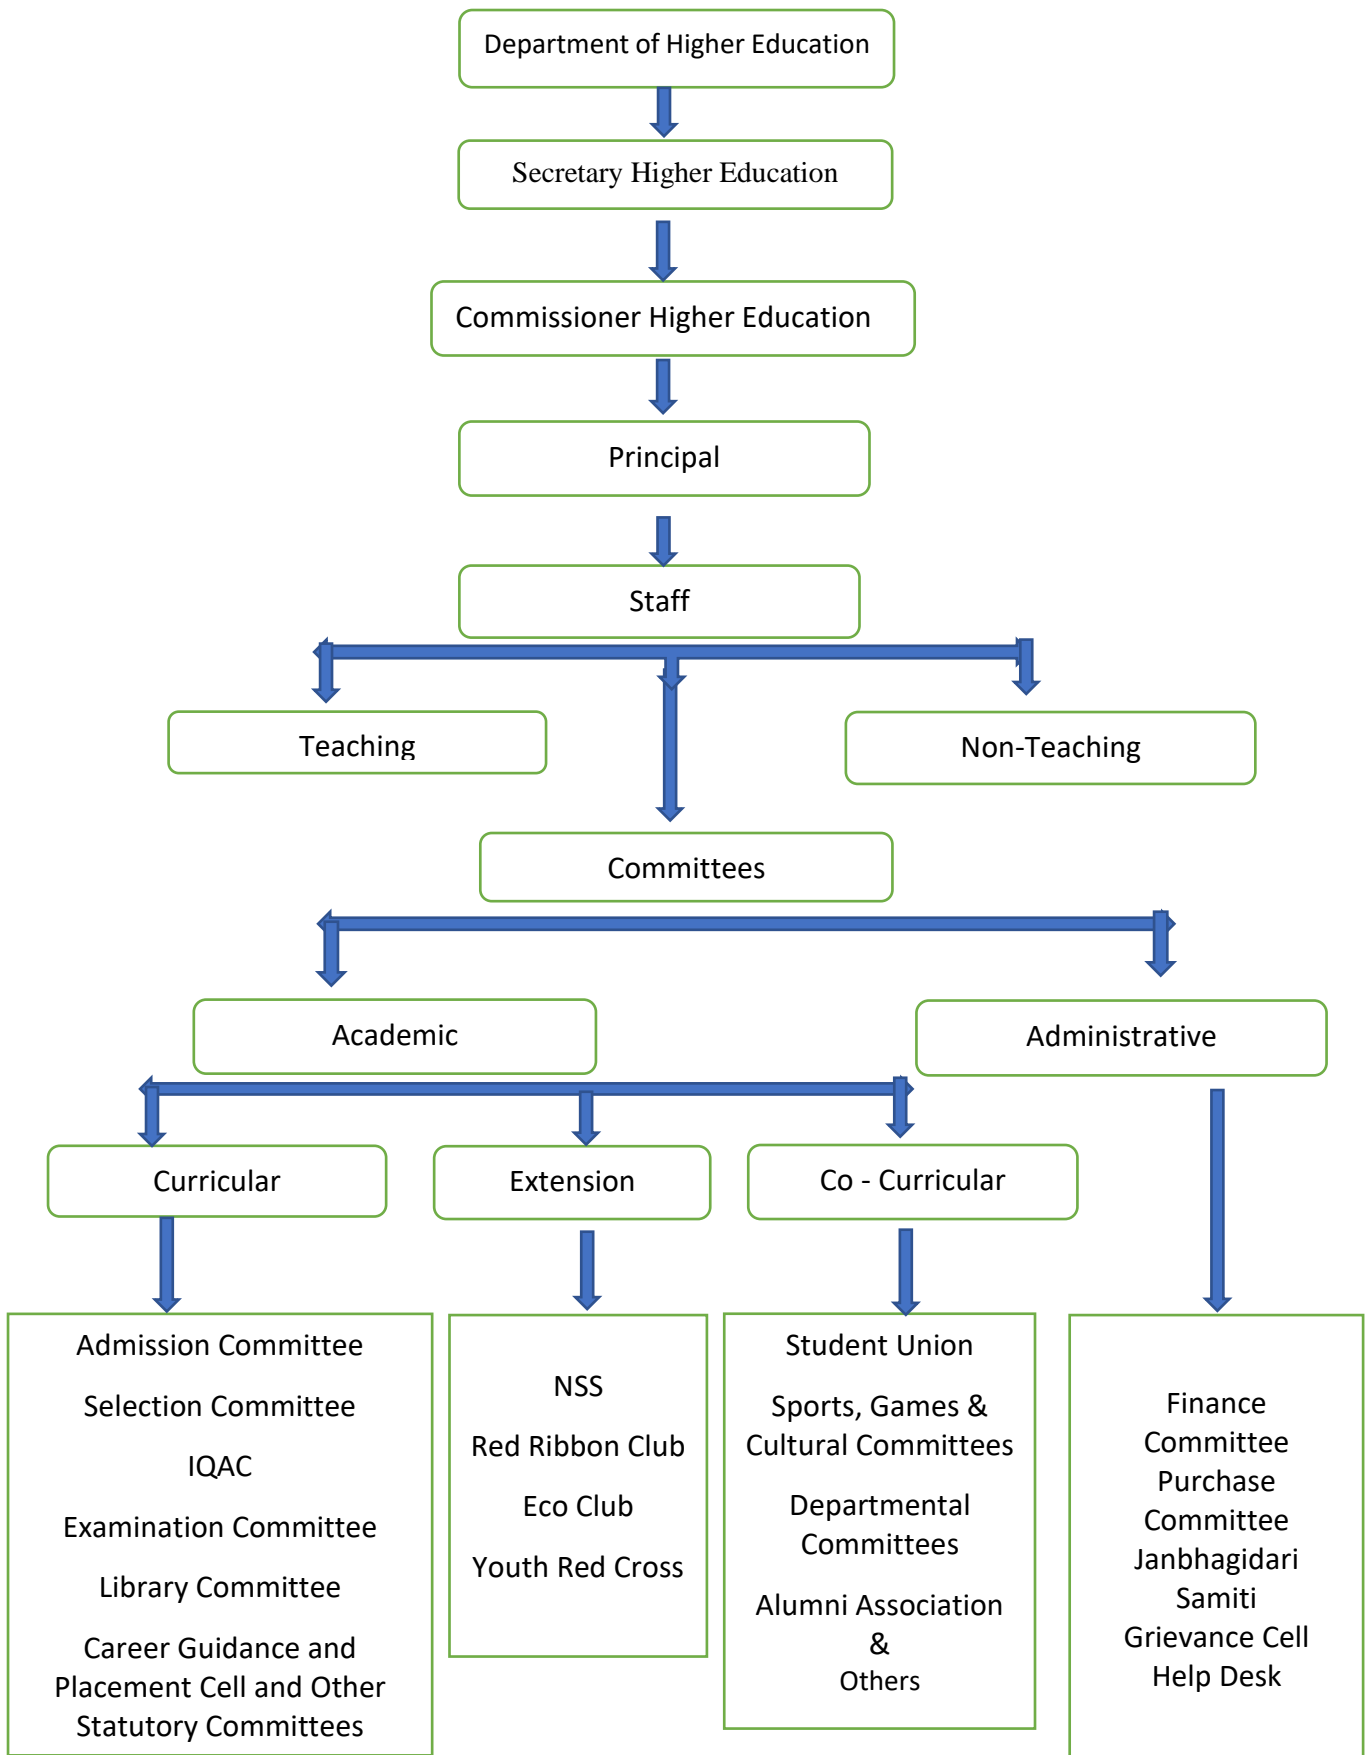 Department of Higher Education
Secretary Higher Education
Commissioner Higher Education
Principal
Staff
Teaching
Non-Teaching
Committees
Academic
Administrative
Curricular
Extension
Co - Curricular
Admission Committee
Selection Committee
IQAC
Examination Committee
Library Committee
Career Guidance and
Placement Cell and Other
Statutory Committees
NSS
Red Ribbon Club
Eco Club
Youth Red Cross
Student Union
Sports, Games &
Cultural Committees
Departmental
Committees
Alumni Association
&
Others
Finance
Committee
Purchase
Committee
Janbhagidari
Samiti
Grievance Cell
Help Desk